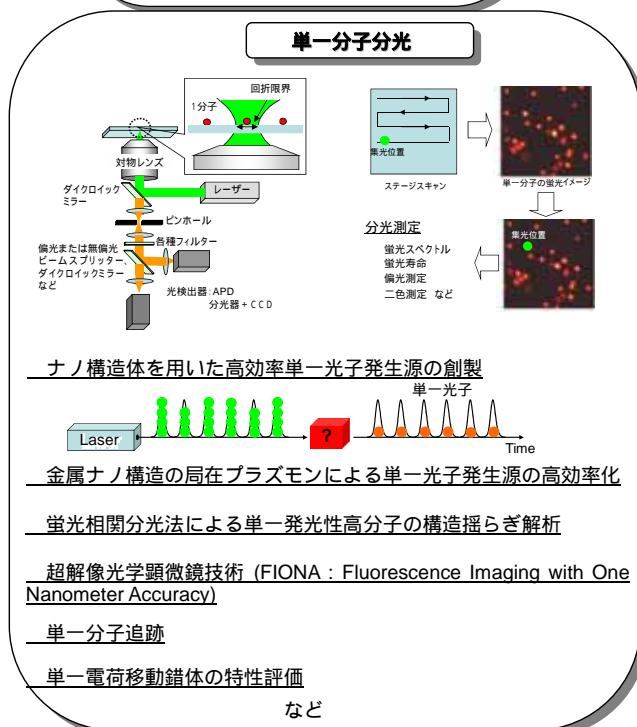 単一分子分光
回折限界
1分子
対物レンズ
ダイクロイック
ミラー
レーザー
ピンホール
各種フィルター
偏光または無偏光
ビームスプリッター、
ダイクロイックミラー
など
光検出器:APD
分光器+CCD
集光位置
ステージスキャン
単一分子の蛍光イメージ
集光位置
分光測定
蛍光スペクトル
蛍光寿命
偏光測定
二色測定 など
ナノ構造体を用いた高効率単一光子発生源の創製
単一光子
Laser
?
Time
金属ナノ構造の局在プラズモンによる単一光子発生源の高効率化
蛍光相関分光法による単一発光性高分子の構造揺らぎ解析
超解像光学顕微鏡技術 (FIONA : Fluorescence Imaging with One
Nanometer Accuracy)
単一分子追跡
単一電荷移動錯体の特性評価
など